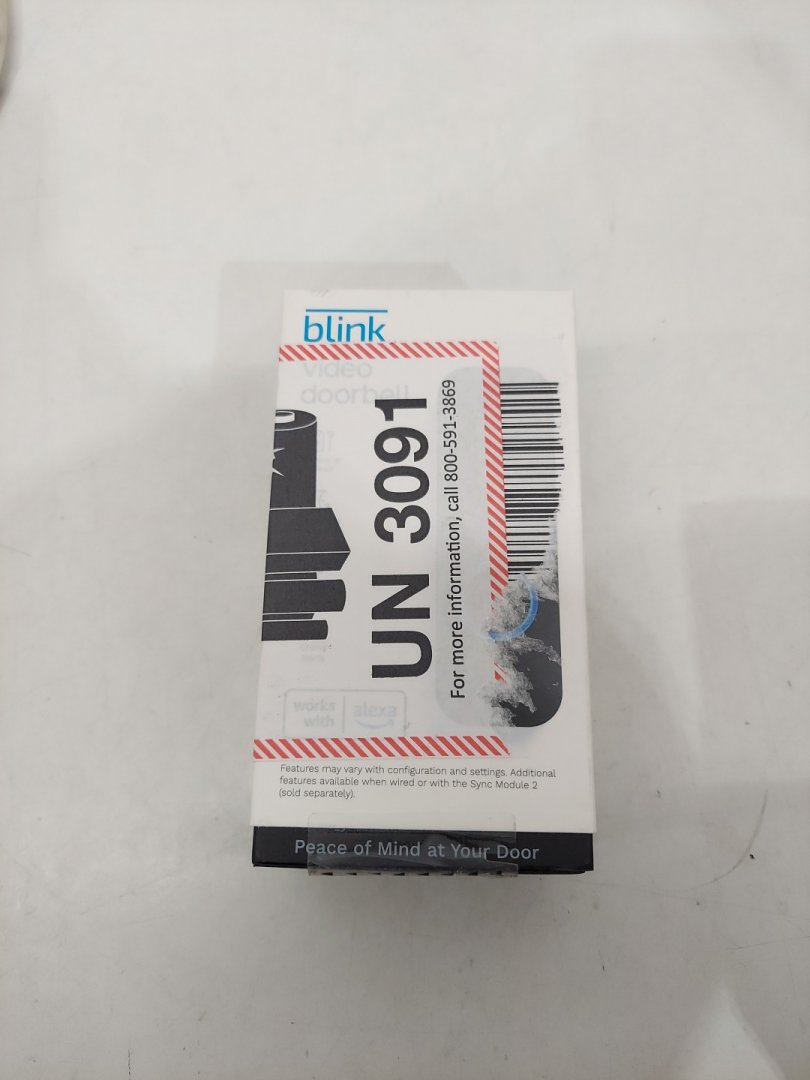 blink
video
doorbell
UN 3091
For more information, call 800-591-3869
works
with
alexa
Features may vary with configuration and settings. Additional
features available when wired or with the Sync Module 2
(sold separately).
Peace of Mind at Your Door